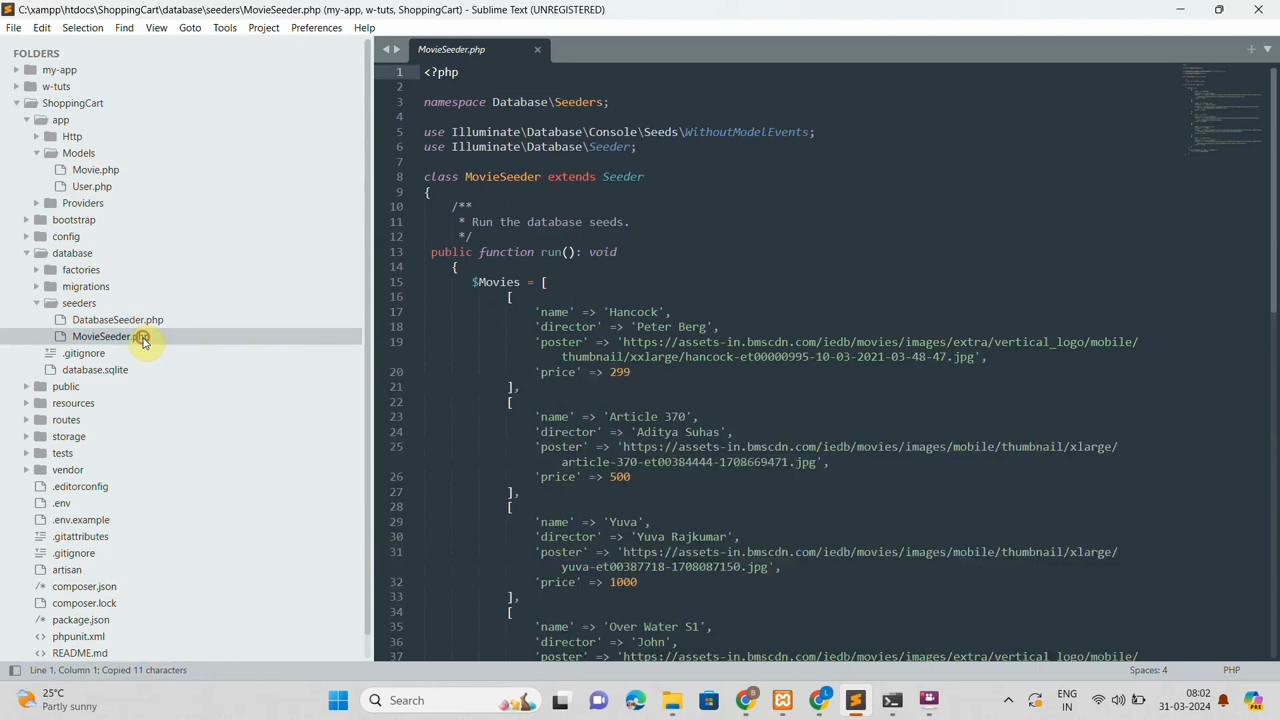 C:\xampp\htdocs\ShoppingCart\database\seeders\MovieSeeder.php (my-app, w-tuts, ShoppingCart) - Sublime Text (UNREGISTERED)
File Edit Selection Find View Goto Tools Project Preferences Help
FOLDERS
my-app
w-tuts
ShoppingCart
app
Http
Models
Movie.php
User.php
Providers
bootstrap
config
database
factories
migrations
seeders
DatabaseSeeder.php
MovieSeeder.php
.gitignore
database.sqlite
public
resources
routes
storage
tests
vendor
.editorconfig
.env
.env.example
.gitattributes
.gitignore
artisan
/* composer.json
composer.lock
/* package.json
<> phpunit.xml
<> README.md
MovieSeeder.php
1 <?php
2
3 namespace Database\Seeders;
4
5 use Illuminate\Database\Console\Seeds\WithoutModelEvents;
6 use Illuminate\Database\Seeder;
7
8 class MovieSeeder extends Seeder
9 {
10 /**
11 * Run the database seeds.
12 */
13 public function run(): void
14 {
15 $Movies = [
16 [
17 'name' => 'Hancock',
18 'director' => 'Peter Berg',
19 'poster' => 'https://assets-in.bmscdn.com/iedb/movies/images/extra/vertical_logo/mobile/
thumbnail/xxlarge/hancock-et00000995-10-03-2021-03-48-47.jpg',
20 'price' => 299
21 ],
22 [
23 'name' => 'Article 370',
24 'director' => 'Aditya Suhas',
25 'poster' => 'https://assets-in.bmscdn.com/iedb/movies/images/mobile/thumbnail/xlarge/
article-370-et00384444-1708669471.jpg',
26 'price' => 500
27 ],
28 [
29 'name' => 'Yuva',
30 'director' => 'Yuva Rajkumar',
31 'poster' => 'https://assets-in.bmscdn.com/iedb/movies/images/mobile/thumbnail/xlarge/
yuva-et00387718-1708087150.jpg',
32 'price' => 1000
33 ],
34 [
35 'name' => 'Over Water S1',
36 'director' => 'John',
37 'poster' => 'https://assets-in.bmscdn.com/iedb/movies/images/extra/vertical_logo/mobile/
Line 1, Column 1; Copied 11 characters
Spaces: 4
PHP
25°C
Partly sunny
Search
ENG
IN
08:02
31-03-2024